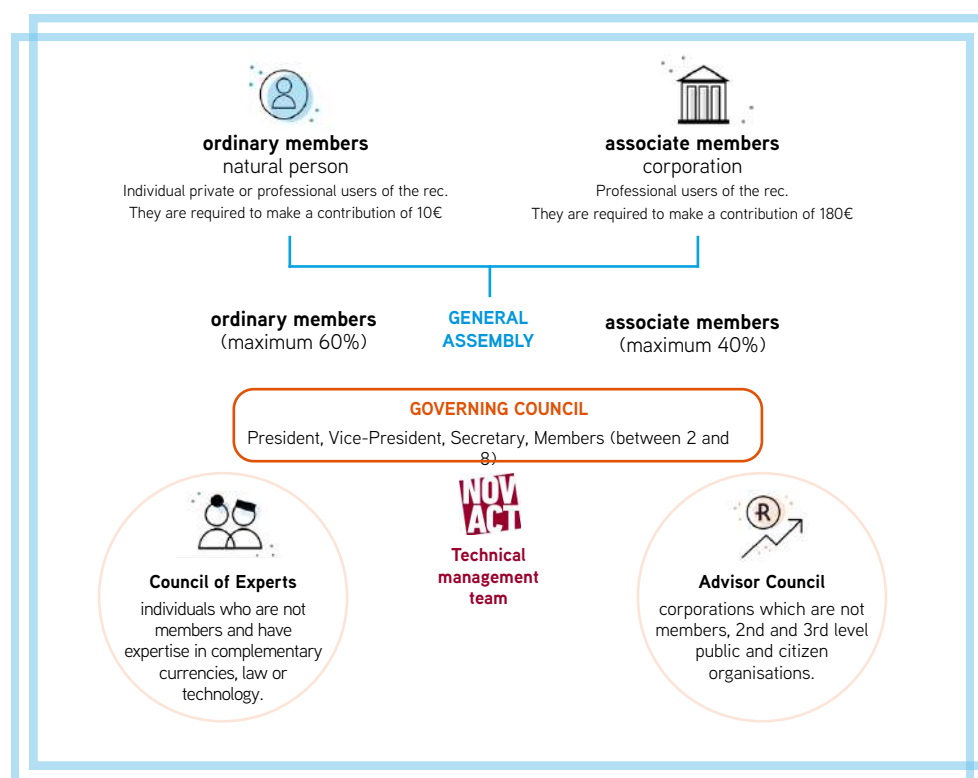 ordinary members
natural person
Individual private or professional users of the rec.
They are required to make a contribution of 10€
associate members
corporation
Professional users of the rec.
They are required to make a contribution of 180€
ordinary members
(maximum 60%)
GENERAL
ASSEMBLY
associate members
(maximum 40%)
GOVERNING COUNCIL
President, Vice-President, Secretary, Members (between 2 and
8)
NOV
ACT
Technical
management
team
Council of Experts
individuals who are not
members and have
expertise in complementary
currencies, law or
technology.
R
Advisor Council
corporations which are not
members, 2nd and 3rd level
public and citizen
organisations.